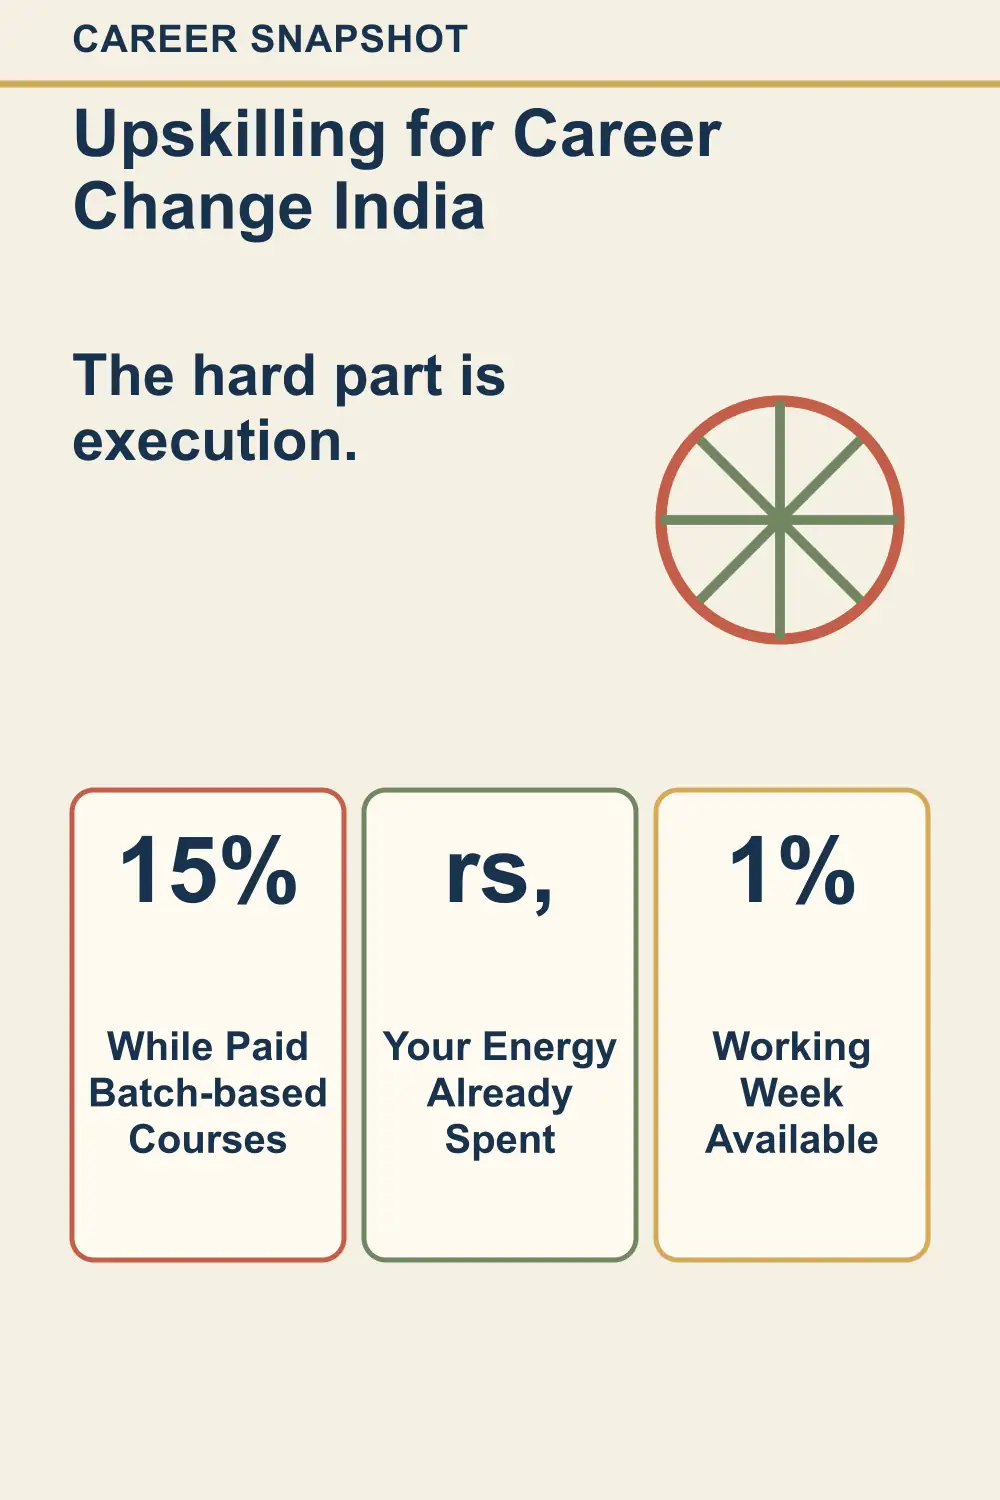 CAREER SNAPSHOT
Upskilling for Career
Change India
The hard part is
execution.
15%
While Paid
Batch-based
Courses
rs,
Your Energy
Already
Spent
1%
Working
Week
Available